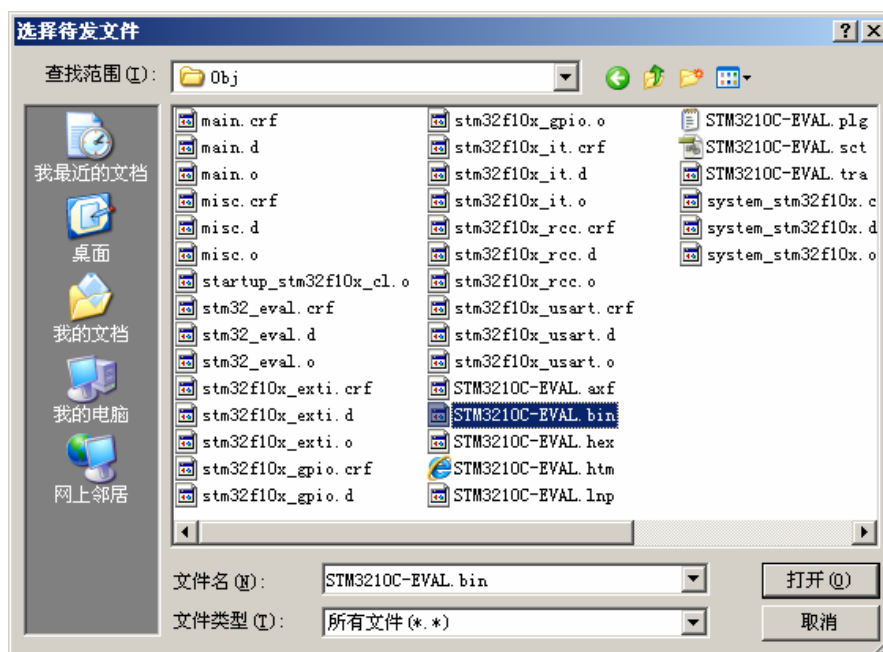 选择待发文件
查找范围(I):
Obj
我最近的文档
桌面
我的文档
我的电脑
网上邻居
main.crf
main.d
main.o
misc.crf
misc.d
misc.o
startup_stm32f10x_cl.o
stm32_eval.crf
stm32_eval.d
stm32_eval.o
stm32f10x_exti.crf
stm32f10x_exti.d
stm32f10x_exti.o
stm32f10x_gpio.crf
stm32f10x_gpio.d
stm32f10x_gpio.o
stm32f10x_it.crf
stm32f10x_it.d
stm32f10x_it.o
stm32f10x_rcc.crf
stm32f10x_rcc.d
stm32f10x_rcc.o
stm32f10x_usart.crf
stm32f10x_usart.d
stm32f10x_usart.o
STM3210C-EVAL.axf
STM3210C-EVAL.bin
STM3210C-EVAL.hex
STM3210C-EVAL.htm
STM3210C-EVAL.lnp
STM3210C-EVAL.plg
STM3210C-EVAL.sct
STM3210C-EVAL.tra
system_stm32f10x.c
system_stm32f10x.d
system_stm32f10x.o
文件名(N):
STM3210C-EVAL.bin
打开(O)
文件类型(T):
所有文件(*.*)
取消